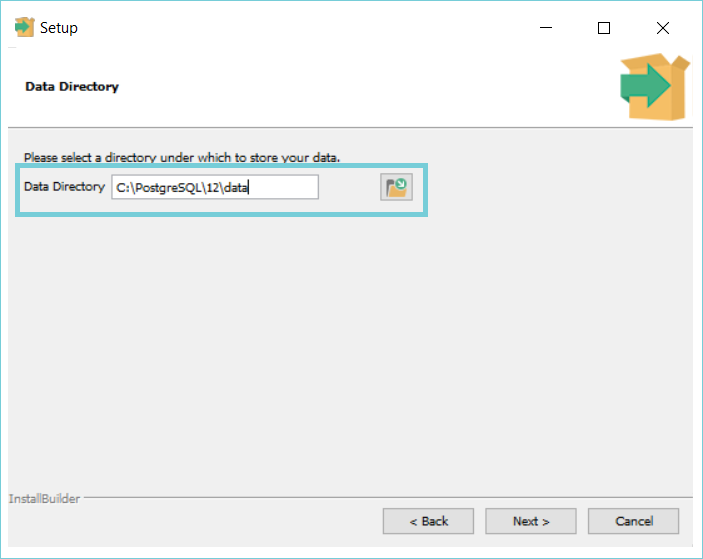 Setup
Data Directory
Please select a directory under which to store your data.
Data Directory C:\PostgreSQL\12\data
InstallBuilder
< Back Next > Cancel